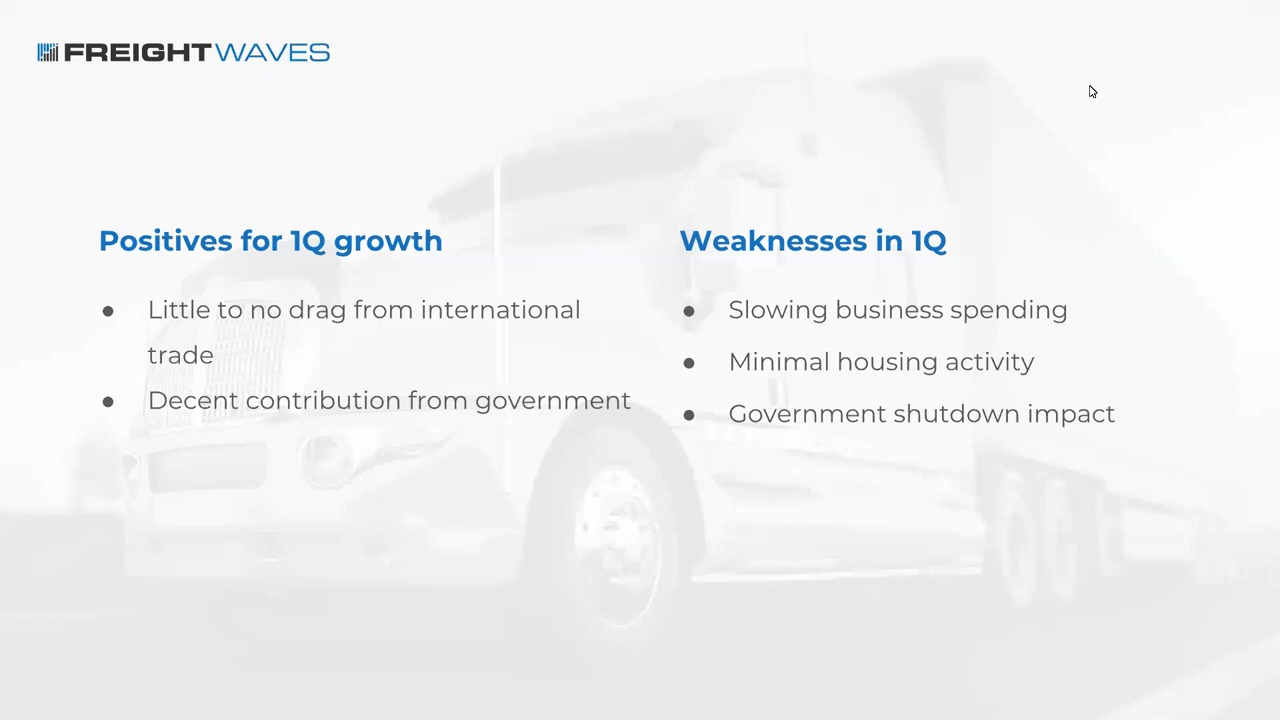 FREIGHTWAVES
Positives for 1Q growth
● Little to no drag from international
trade
● Decent contribution from government
Weaknesses in 1Q
● Slowing business spending
● Minimal housing activity
● Government shutdown impact